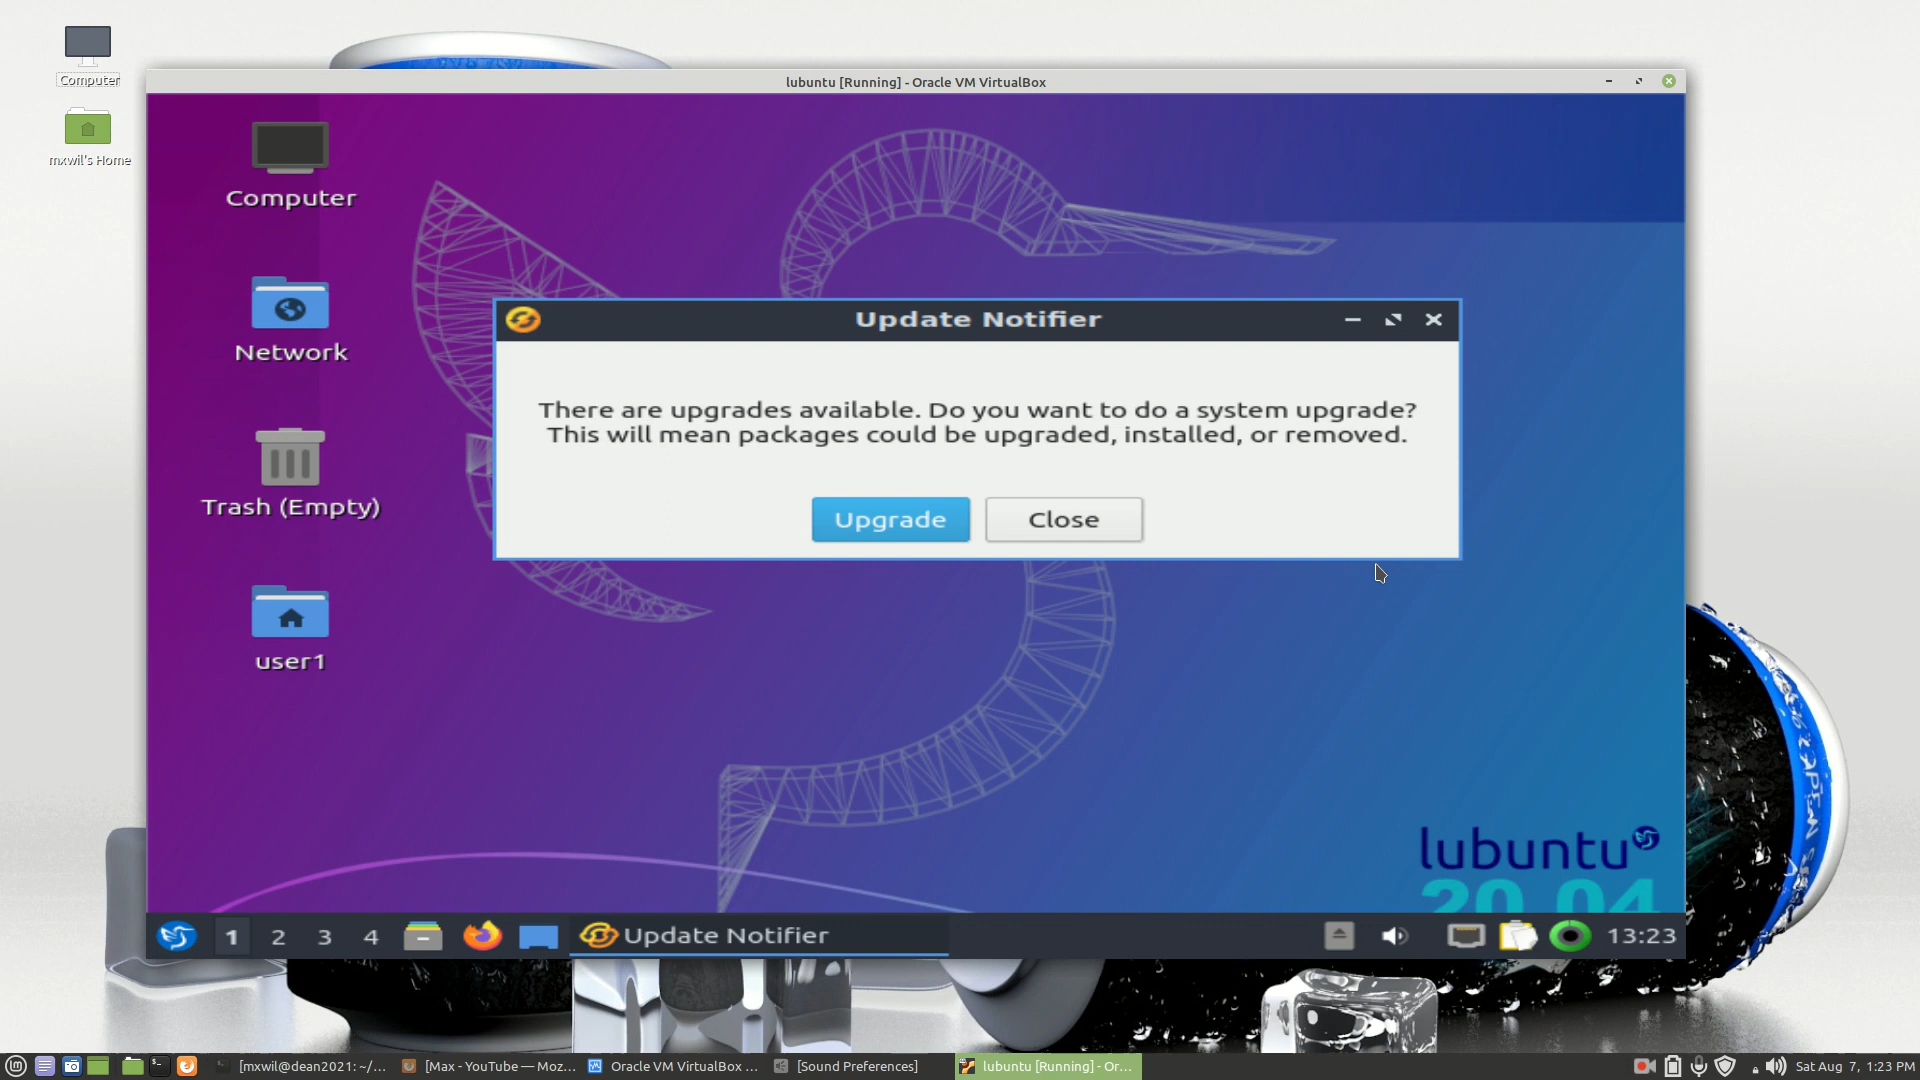 Computer
mxwil's Home
lubuntu [Running] - Oracle VM VirtualBox
Computer
Network
Trash (Empty)
user1
Update Notifier
There are upgrades available. Do you want to do a system upgrade?
This will mean packages could be upgraded, installed, or removed.
Upgrade
Close
lubuntu
20.04
1
2
3
4
Update Notifier
13:23
[mxwil@dean2021: ~/...
[Max - YouTube — Moz...
Oracle VM VirtualBox ...
[Sound Preferences]
lubuntu [Running] - Or...
Sat Aug 7, 1:23 PM